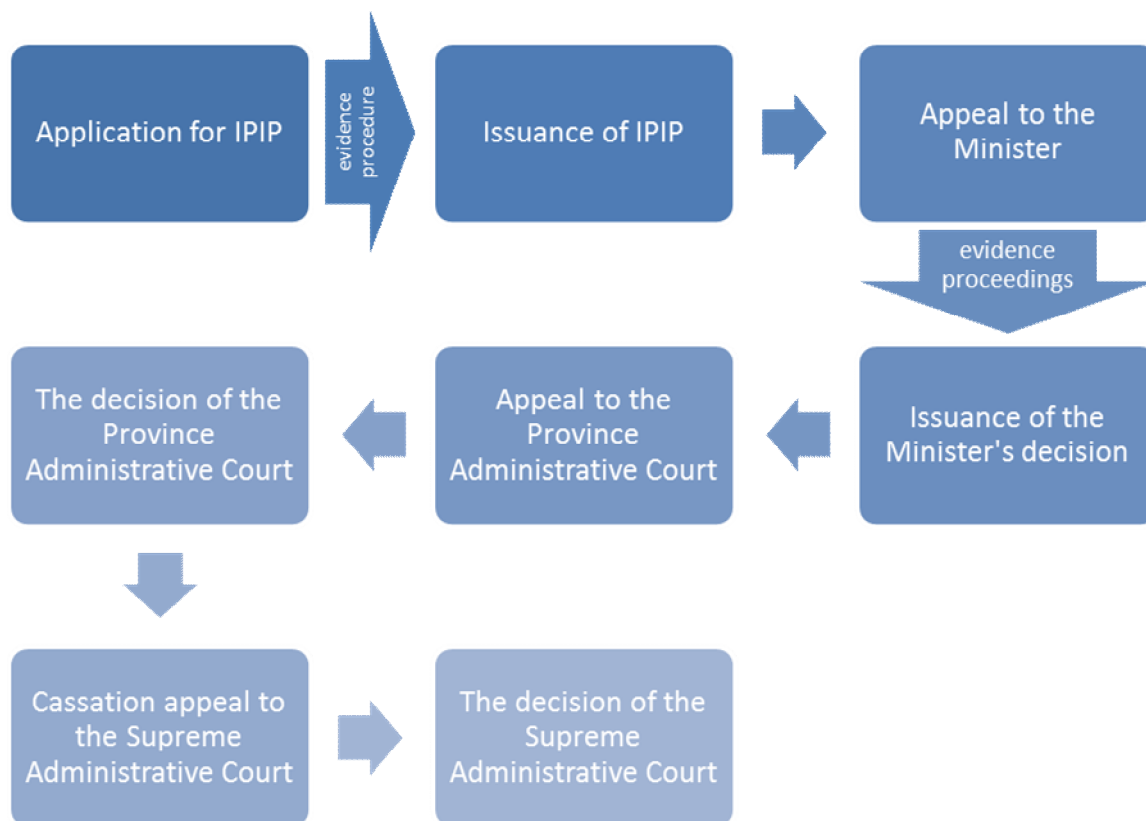 Application for IPIP
evidence
procedure
Issuance of IPIP
Appeal to the
Minister
evidence
proceedings
Issuance of the
Minister's decision
Appeal to the
Province
Administrative Court
The decision of the
Province
Administrative Court
Cassation appeal to
the Supreme
Administrative Court
The decision of the
Supreme
Administrative Court